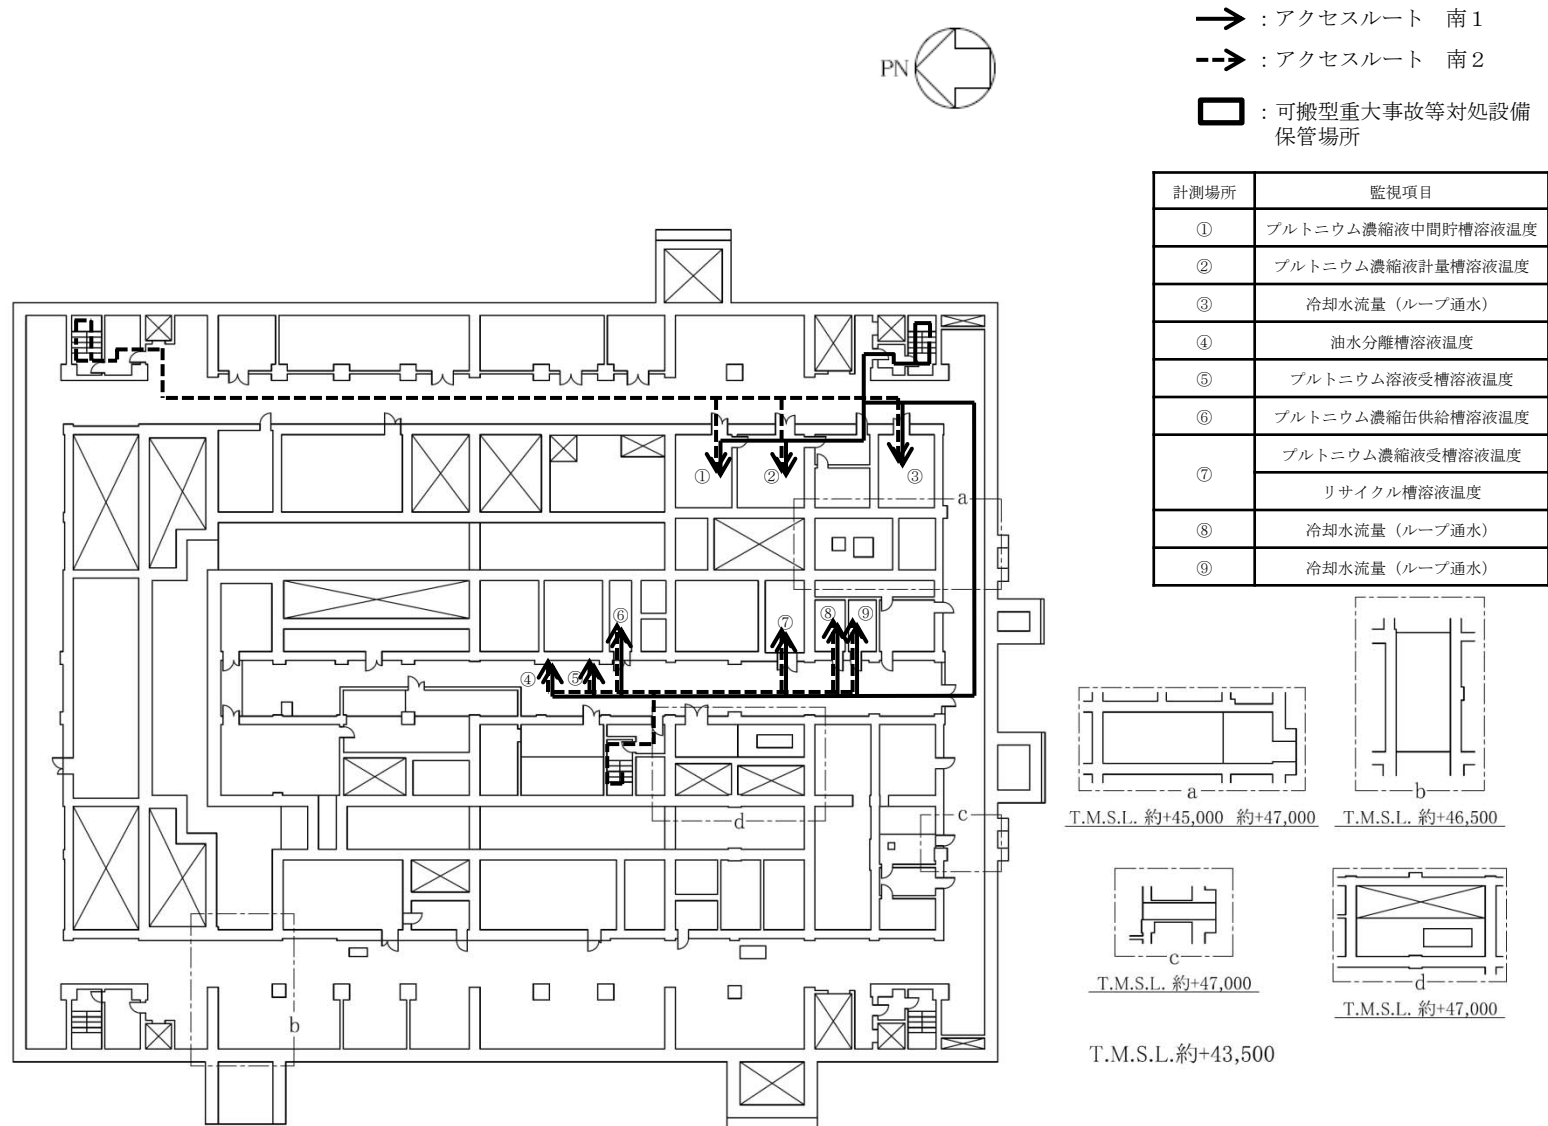 : アクセスルート　南1
PN
: アクセスルート　南2
: 可搬型重大事故等対処設備
保管場所
計測場所 監視項目
① プルトニウム濃縮液中間貯槽溶液温度
② プルトニウム濃縮液計量槽溶液温度
③ 冷却水流量（ループ通水）
④ 油水分離槽溶液温度
⑤ プルトニウム溶液受槽溶液温度
⑥ プルトニウム濃縮缶供給槽溶液温度
⑦ プルトニウム濃縮液受槽溶液温度
リサイクル槽溶液温度
⑧ 冷却水流量（ループ通水）
⑨ 冷却水流量（ループ通水）
① ② ③
a
⑥ ⑦ ⑧ ⑨
④ ⑤
d
c
b
a
T.M.S.L. 約+45,000 約+47,000
b
T.M.S.L. 約+46,500
c
T.M.S.L. 約+47,000
d
T.M.S.L. 約+47,000
T.M.S.L.約+43,500